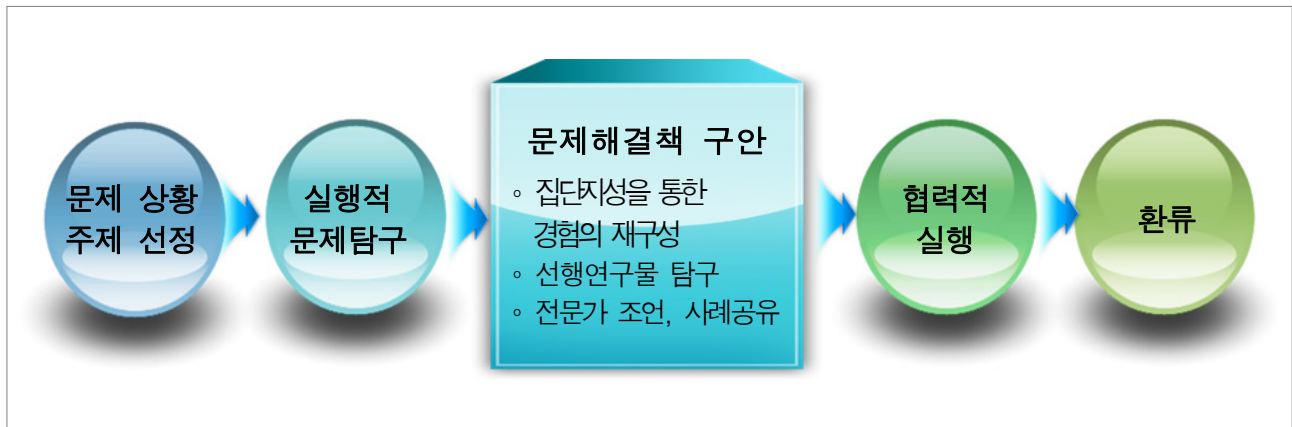 문제 상황
주제 선정
실행적
문제탐구
문제해결책 구안
◦ 집단지성을 통한
경험의 재구성
◦ 선행연구물 탐구
◦ 전문가 조언, 사례공유
협력적
실행
환류